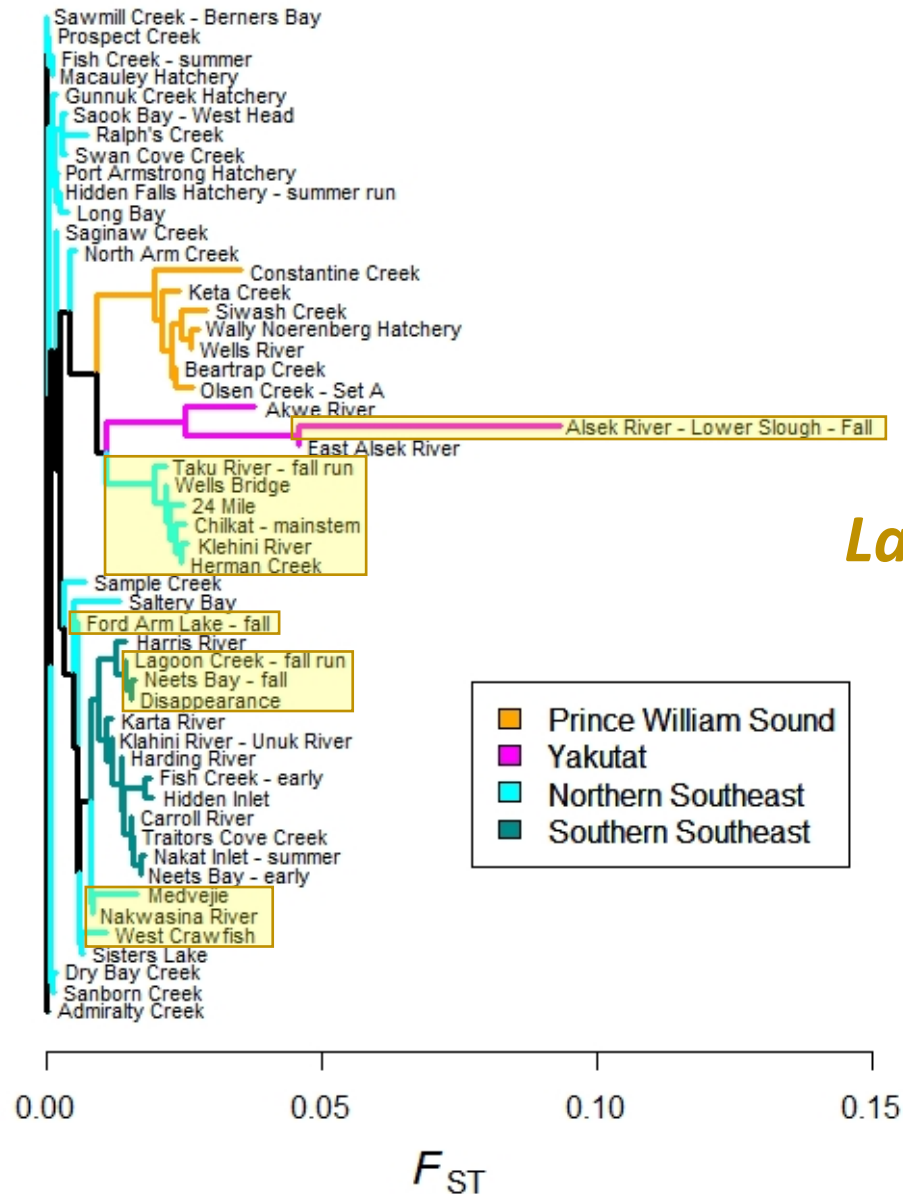 Sawmill Creek - Berners Bay
Prospect Creek
Fish Creek - summer
Macauley Hatchery
Gunnuk Creek Hatchery
Saook Bay - West Head
Ralph's Creek
Swan Cove Creek
Port Armstrong Hatchery
Hidden Falls Hatchery - summer run
Long Bay
Saginaw Creek
North Arm Creek
Constantine Creek
Keta Creek
Siwash Creek
Wally Noerenberg Hatchery
Wells River
Beartrap Creek
Olsen Creek - Set A
Akwe River
Alsek River - Lower Slough - Fall
East Alsek River
Taku River - fall run
Wells Bridge
24 Mile
Chilkat - mainstem
Klehini River
Herman Creek
La
Sample Creek
Saltery Bay
Ford Arm Lake - fall
Harris River
Lagoon Creek - fall run
Neets Bay - fall
Disappearance
Karta River
Klahini River - Unuk River
Harding River
Fish Creek - early
Hidden Inlet
Carroll River
Traitors Cove Creek
Nakat Inlet - summer
Neets Bay - early
Medvejie
Nakwasina River
West Crawfish
Sisters Lake
Dry Bay Creek
Sanborn Creek
Admiralty Creek
Prince William Sound
Yakutat
Northern Southeast
Southern Southeast
0.00 0.05 0.10 0.15
FST